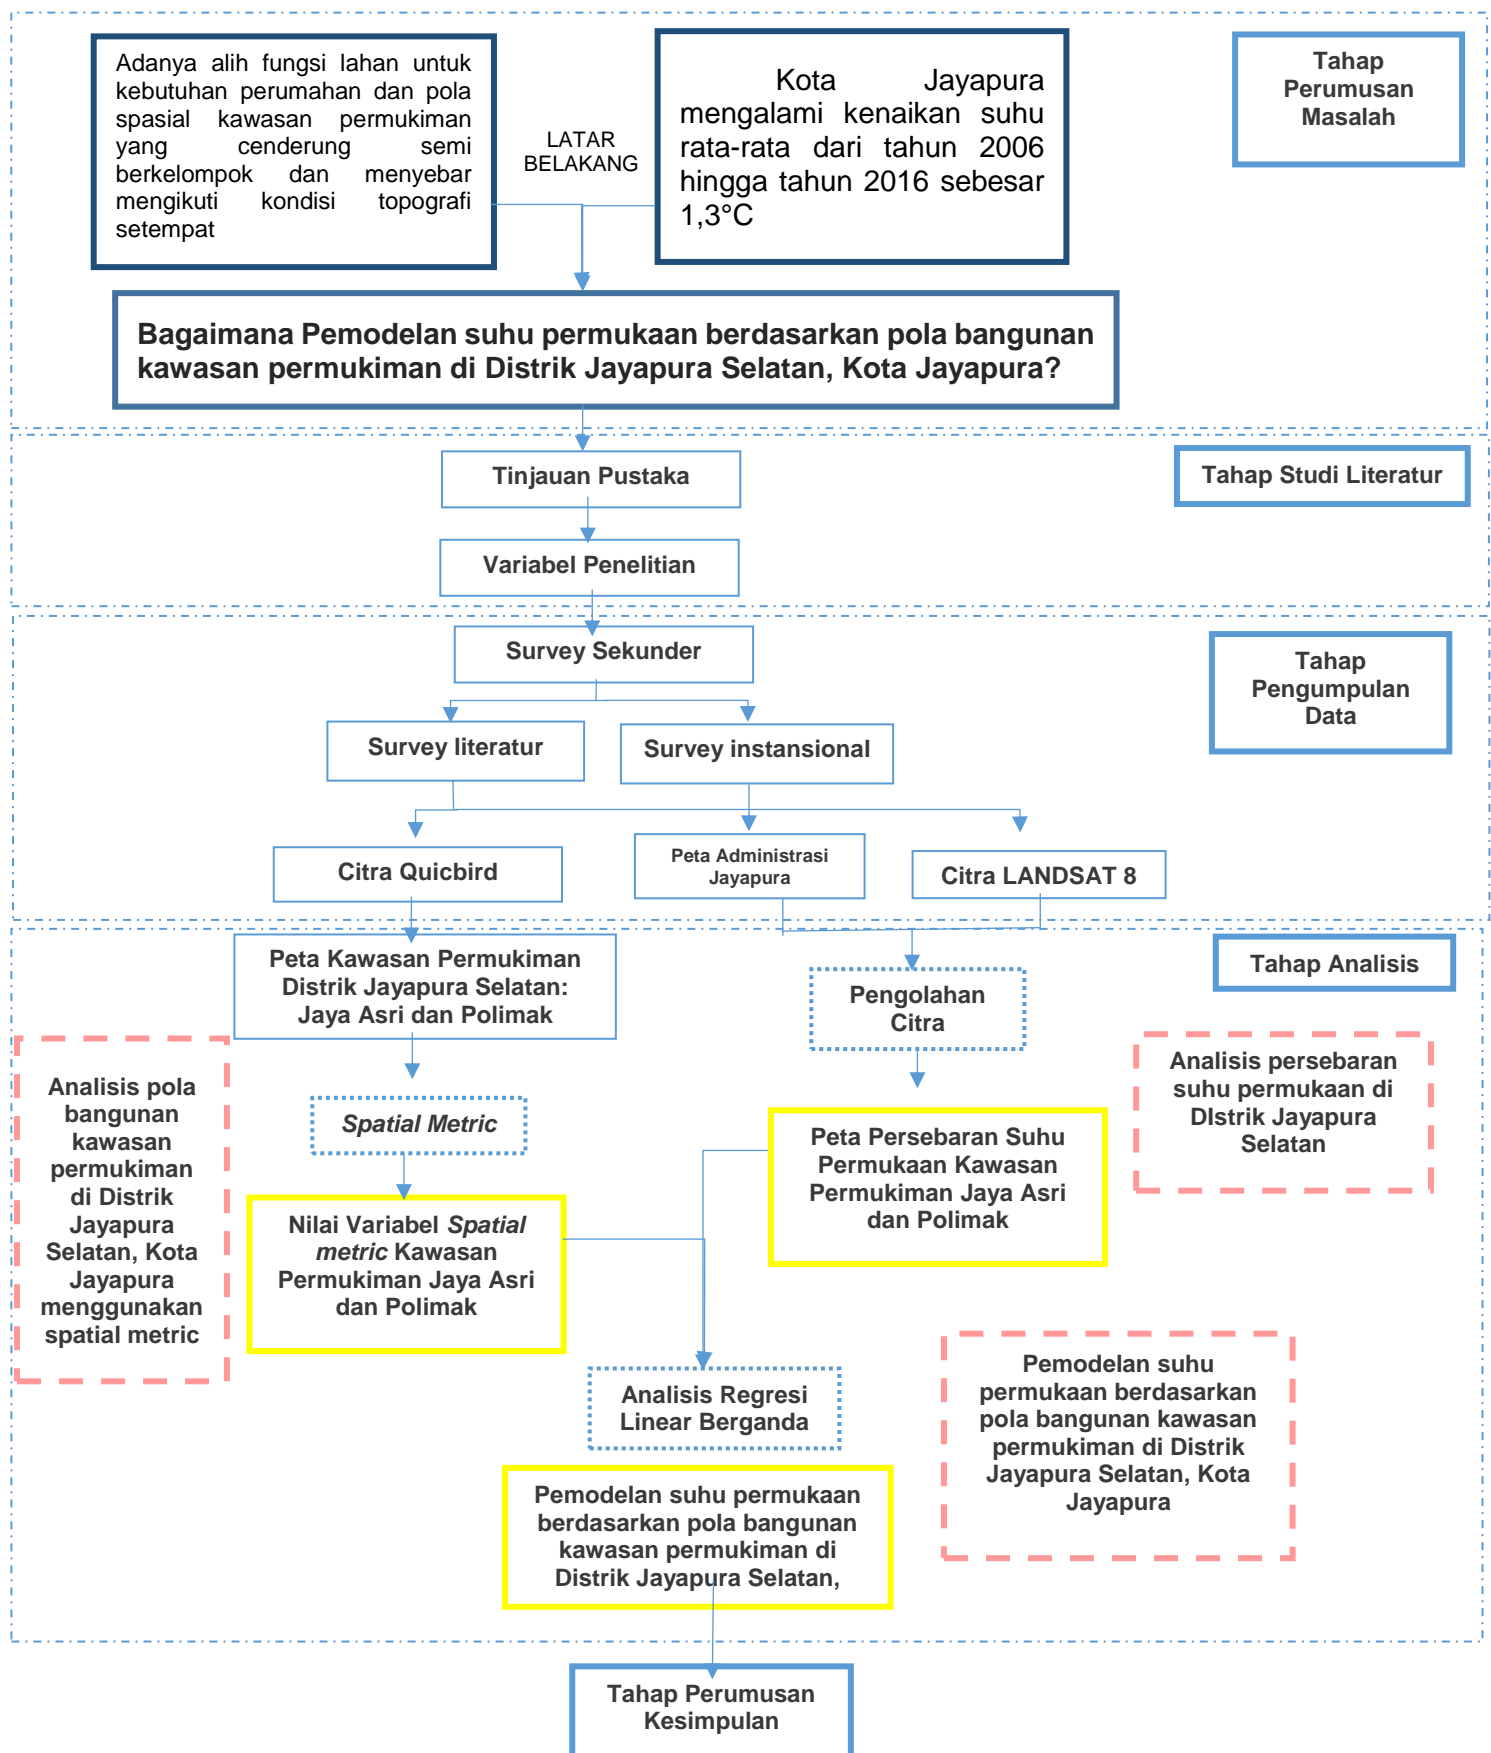 Adanya alih fungsi lahan untuk
kebutuhan perumahan dan pola
spasial kawasan permukiman
yang cenderung semi
berkelompok dan menyebar
mengikuti kondisi topografi
setempat
LATAR
BELAKANG
Kota Jayapura
mengalami kenaikan suhu
rata-rata dari tahun 2006
hingga tahun 2016 sebesar
1,3°C
Tahap
Perumusan
Masalah
Bagaimana Pemodelan suhu permukaan berdasarkan pola bangunan
kawasan permukiman di Distrik Jayapura Selatan, Kota Jayapura?
Tinjauan Pustaka
Tahap Studi Literatur
Variabel Penelitian
Survey Sekunder
Tahap
Pengumpulan
Data
Survey literatur
Survey instansional
Citra Quicbird
Peta Administrasi
Jayapura
Citra LANDSAT 8
Peta Kawasan Permukiman
Distrik Jayapura Selatan:
Jaya Asri dan Polimak
Pengolahan
Citra
Tahap Analisis
Analisis pola
bangunan
kawasan
permukiman
di Distrik
Jayapura
Selatan, Kota
Jayapura
menggunakan
spatial metric
Spatial Metric
Peta Persebaran Suhu
Permukaan Kawasan
Permukiman Jaya Asri
dan Polimak
Analisis persebaran
suhu permukaan di
DIstrik Jayapura
Selatan
Nilai Variabel Spatial
metric Kawasan
Permukiman Jaya Asri
dan Polimak
Analisis Regresi
Linear Berganda
Pemodelan suhu
permukaan berdasarkan
pola bangunan kawasan
permukiman di Distrik
Jayapura Selatan, Kota
Jayapura
Pemodelan suhu permukaan
berdasarkan pola bangunan
kawasan permukiman di
Distrik Jayapura Selatan,
Tahap Perumusan
Kesimpulan